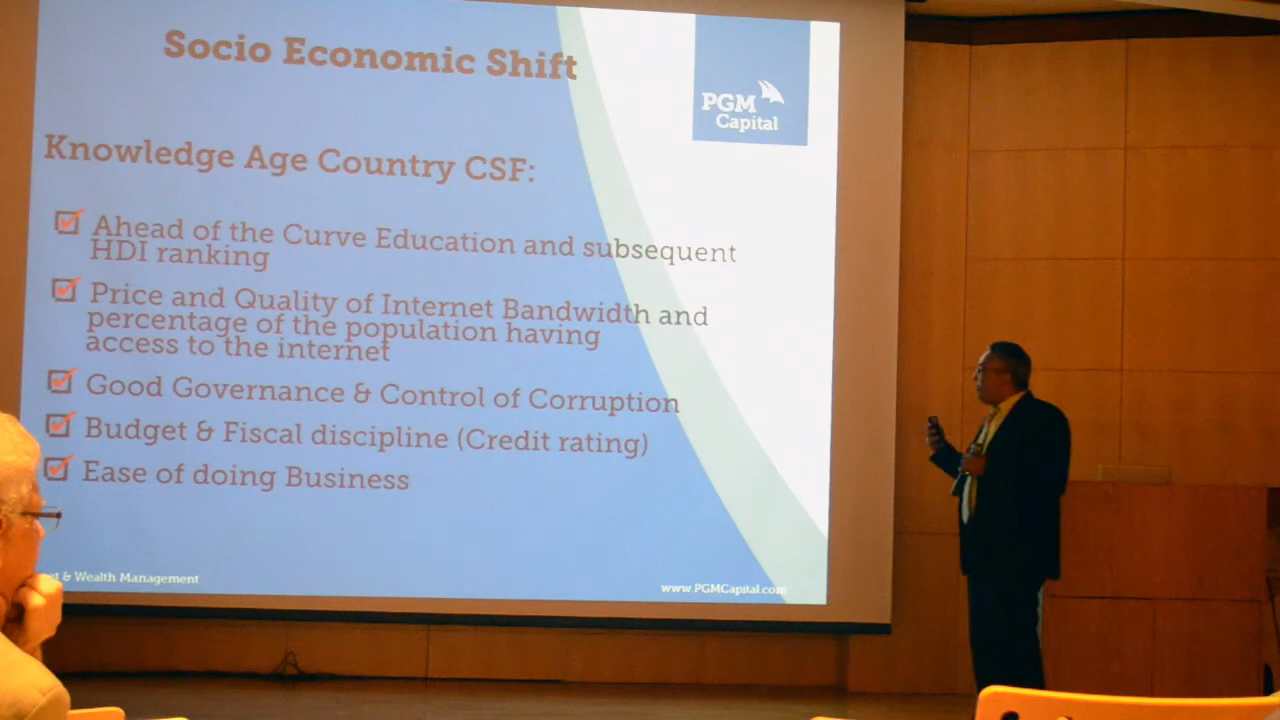 Socio Economic Shift
PGM
Capital
Knowledge Age Country CSF:
Ahead of the Curve Education and subsequent
HDI ranking
Price and Quality of Internet Bandwidth and
percentage of the population having
access to the internet
Good Governance & Control of Corruption
Budget & Fiscal discipline (Credit rating)
Ease of doing Business
& Wealth Management
www.PGMCapital.com